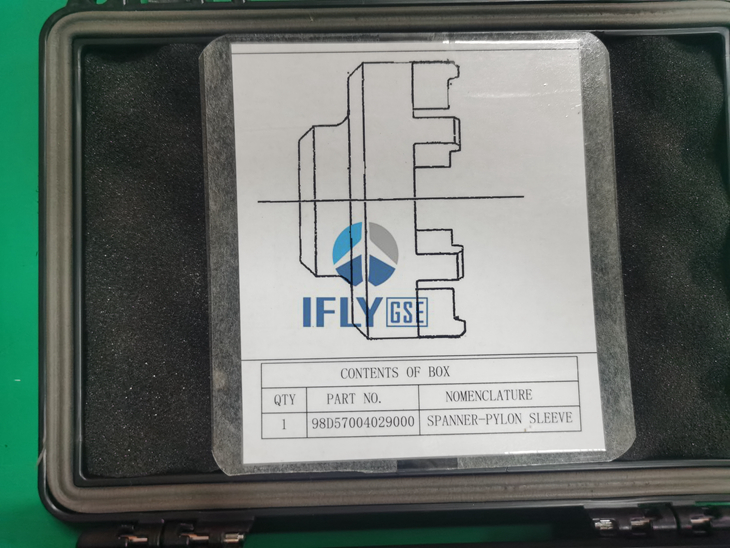 IFLY GSE
CONTENTS OF BOX
QTY PART NO. NOMENCLATURE
1 98D57004029000 SPANNER-PYLON SLEEVE